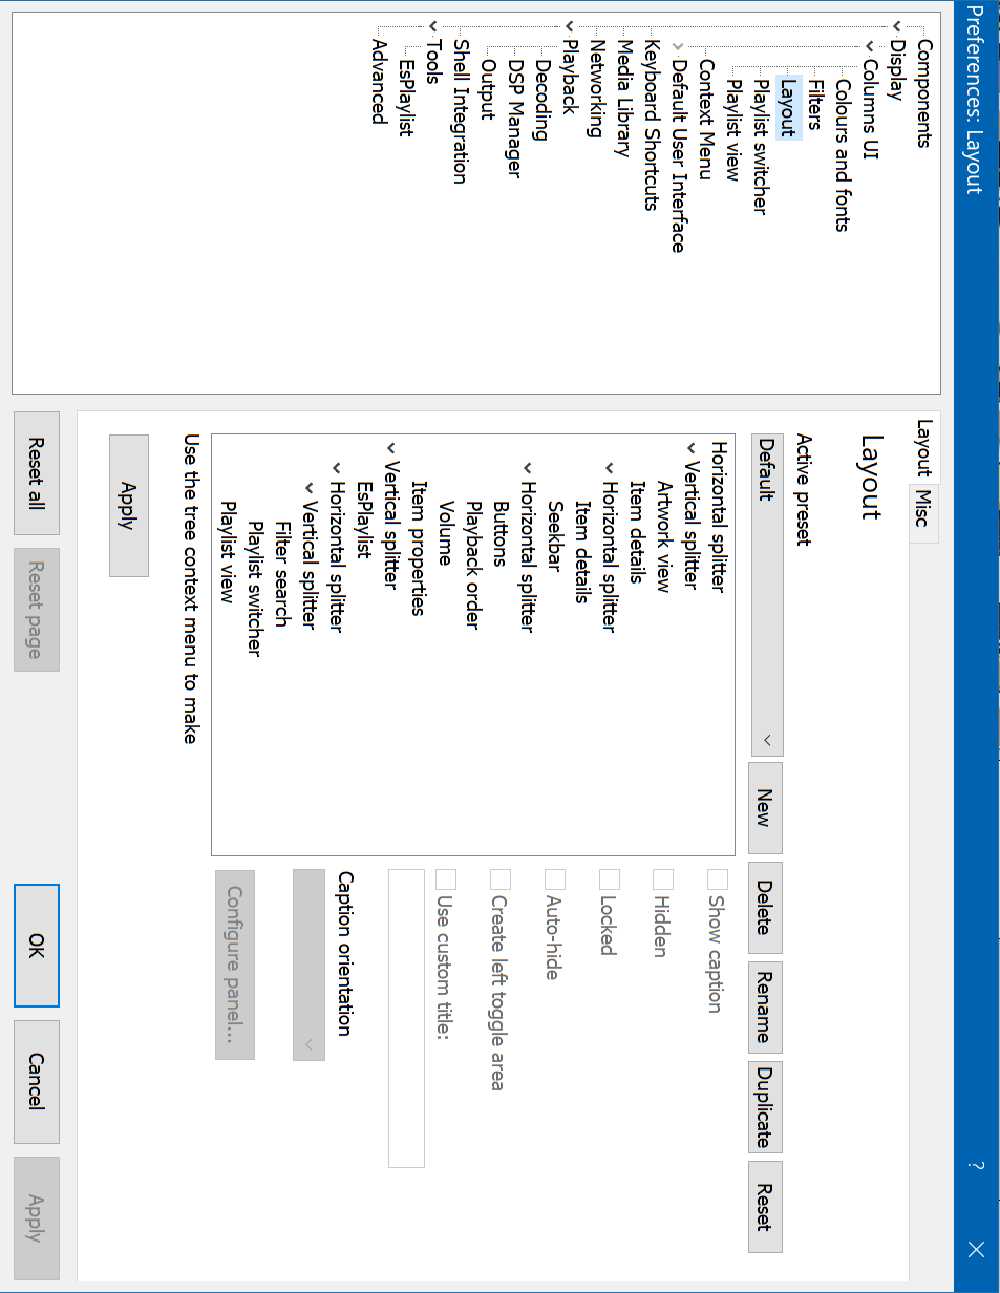 Preferences: Layout
?
Components
Display
Columns UI
Colours and fonts
Filters
Layout
Playlist switcher
Playlist view
Context Menu
Default User Interface
Keyboard Shortcuts
Media Library
Networking
Playback
Decoding
DSP Manager
Output
Shell Integration
Tools
EsPlaylist
Advanced
Layout Misc
Layout
Active preset
Default New Delete Rename Duplicate Reset
Horizontal splitter
Vertical splitter
Artwork view
Item details
Horizontal splitter
Item details
Seekbar
Horizontal splitter
Buttons
Playback order
Volume
Item properties
Vertical splitter
EsPlaylist
Horizontal splitter
Vertical splitter
Filter search
Playlist switcher
Playlist view
Show caption
Hidden
Locked
Auto-hide
Create left toggle area
Use custom title:
Caption orientation
Configure panel...
Use the tree context menu to make
Apply
Reset all Reset page OK Cancel Apply